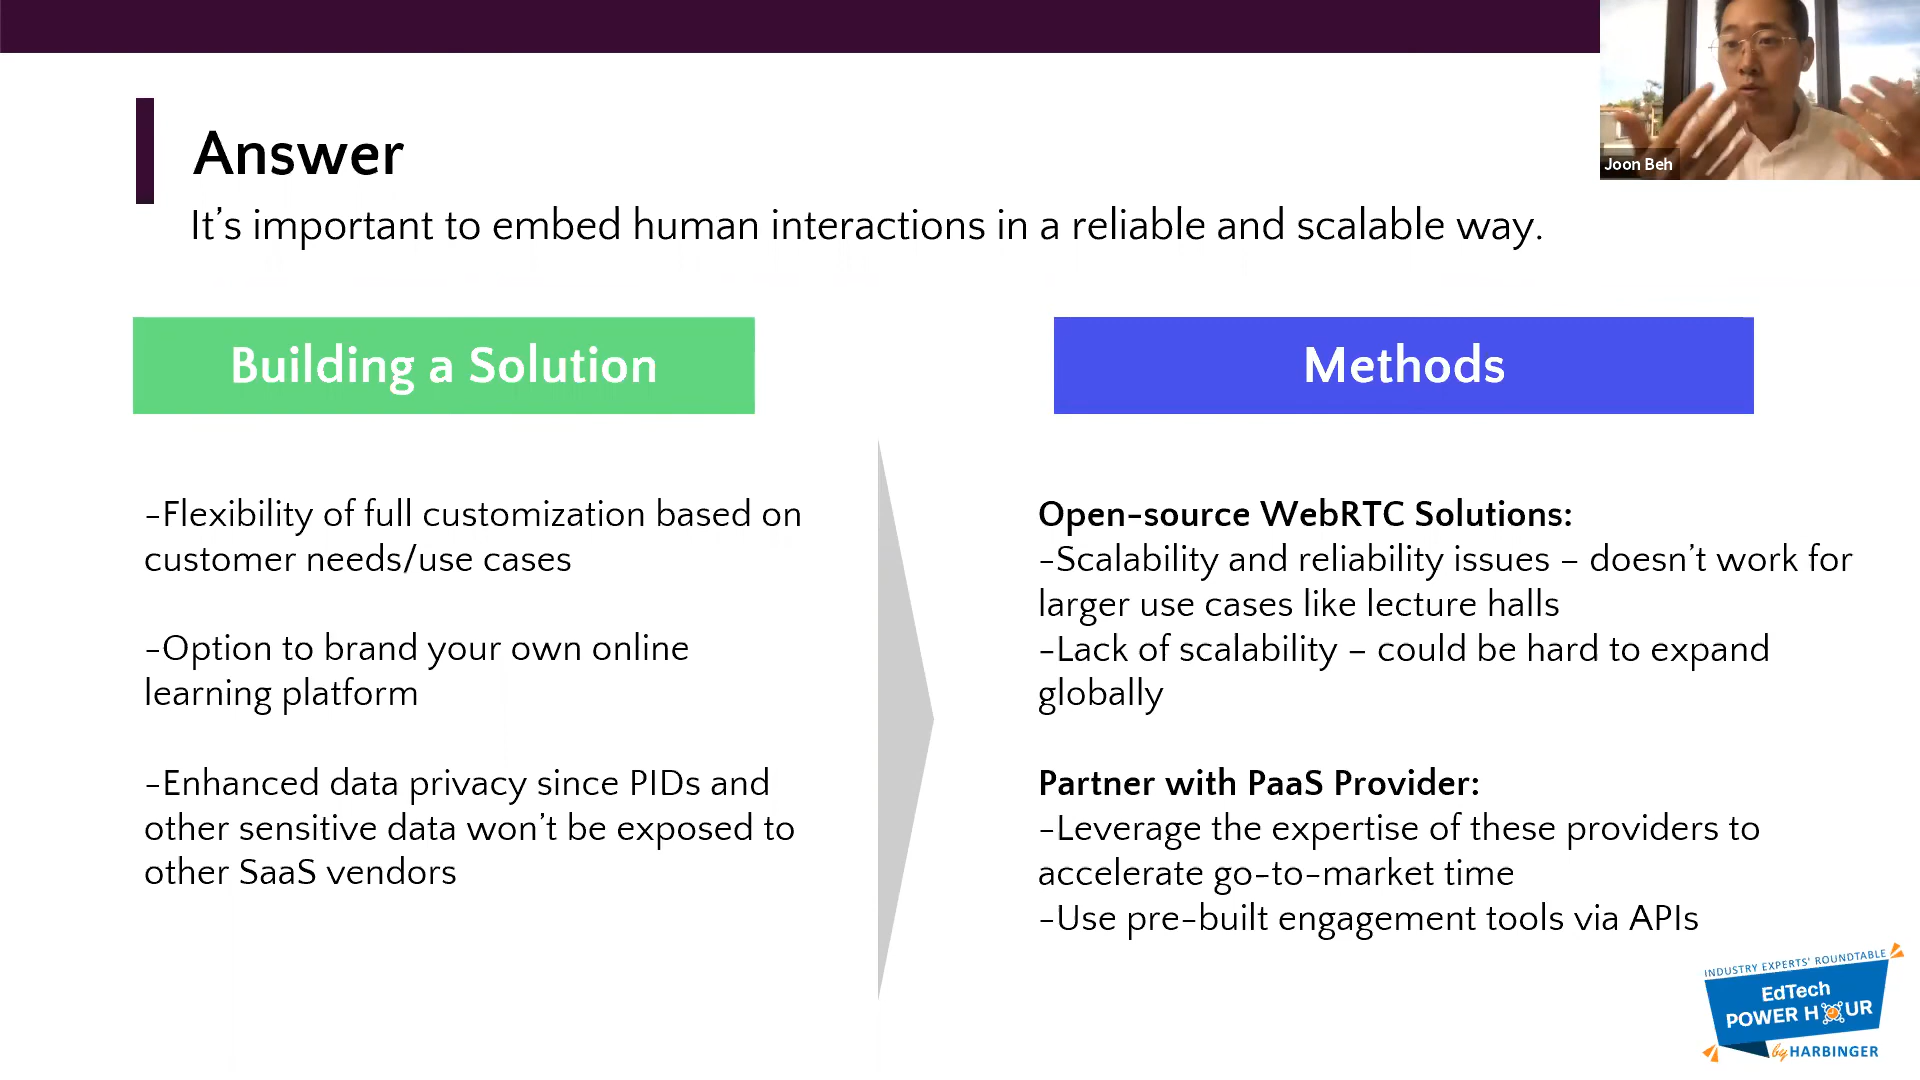 Joon Beh
Answer
It’s important to embed human interactions in a reliable and scalable way.
Building a Solution
-Flexibility of full customization based on
customer needs/use cases
-Option to brand your own online
learning platform
-Enhanced data privacy since PIDs and
other sensitive data won’t be exposed to
other SaaS vendors
Methods
Open-source WebRTC Solutions:
-Scalability and reliability issues – doesn’t work for
larger use cases like lecture halls
-Lack of scalability – could be hard to expand
globally
Partner with PaaS Provider:
-Leverage the expertise of these providers to
accelerate go-to-market time
-Use pre-built engagement tools via APIs
INDUSTRY EXPERTS' ROUNDTABLE
EdTech
POWER HOUR
by HARBINGER